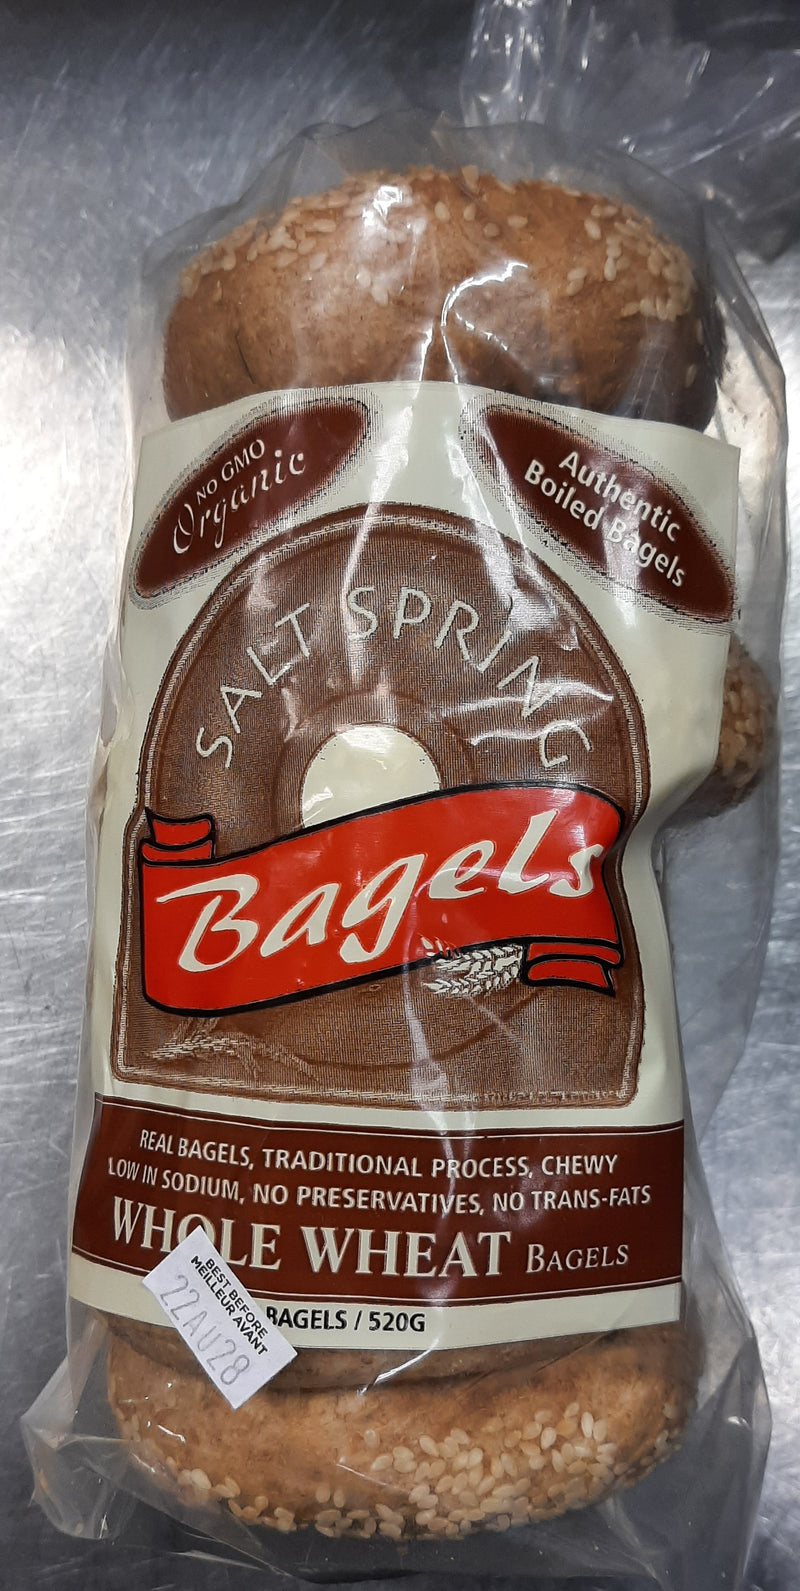 NO GMO
Organic
Authentic
Boiled Bagels
SALT SPRING
Bagels
REAL BAGELS, TRADITIONAL PROCESS, CHEWY
LOW IN SODIUM, NO PRESERVATIVES, NO TRANS-FATS
WHOLE WHEAT BAGELS
BAGELS / 520G
BEST BEFORE
MEILLEUR AVANT
22AU28